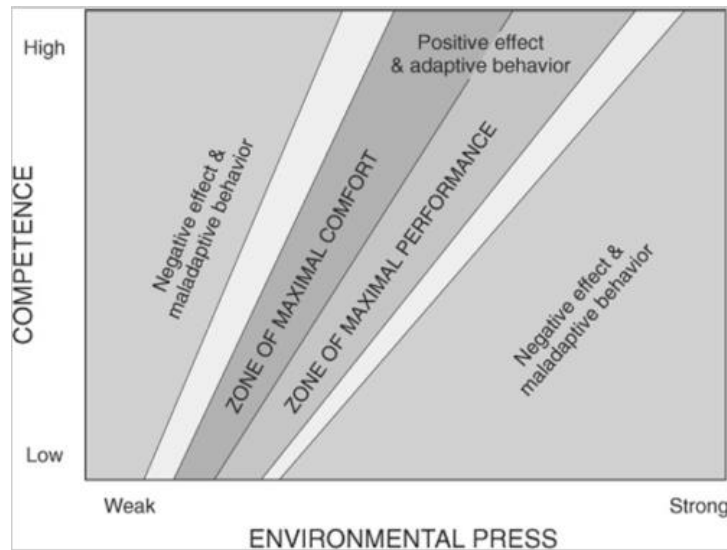 High
Positive effect
& adaptive behavior
COMPETENCE
Negative effect &
maladaptive behavior
ZONE OF MAXIMAL COMFORT
ZONE OF MAXIMAL PERFORMANCE
Negative effect &
maladaptive behavior
Low
Weak
Strong
ENVIRONMENTAL PRESS